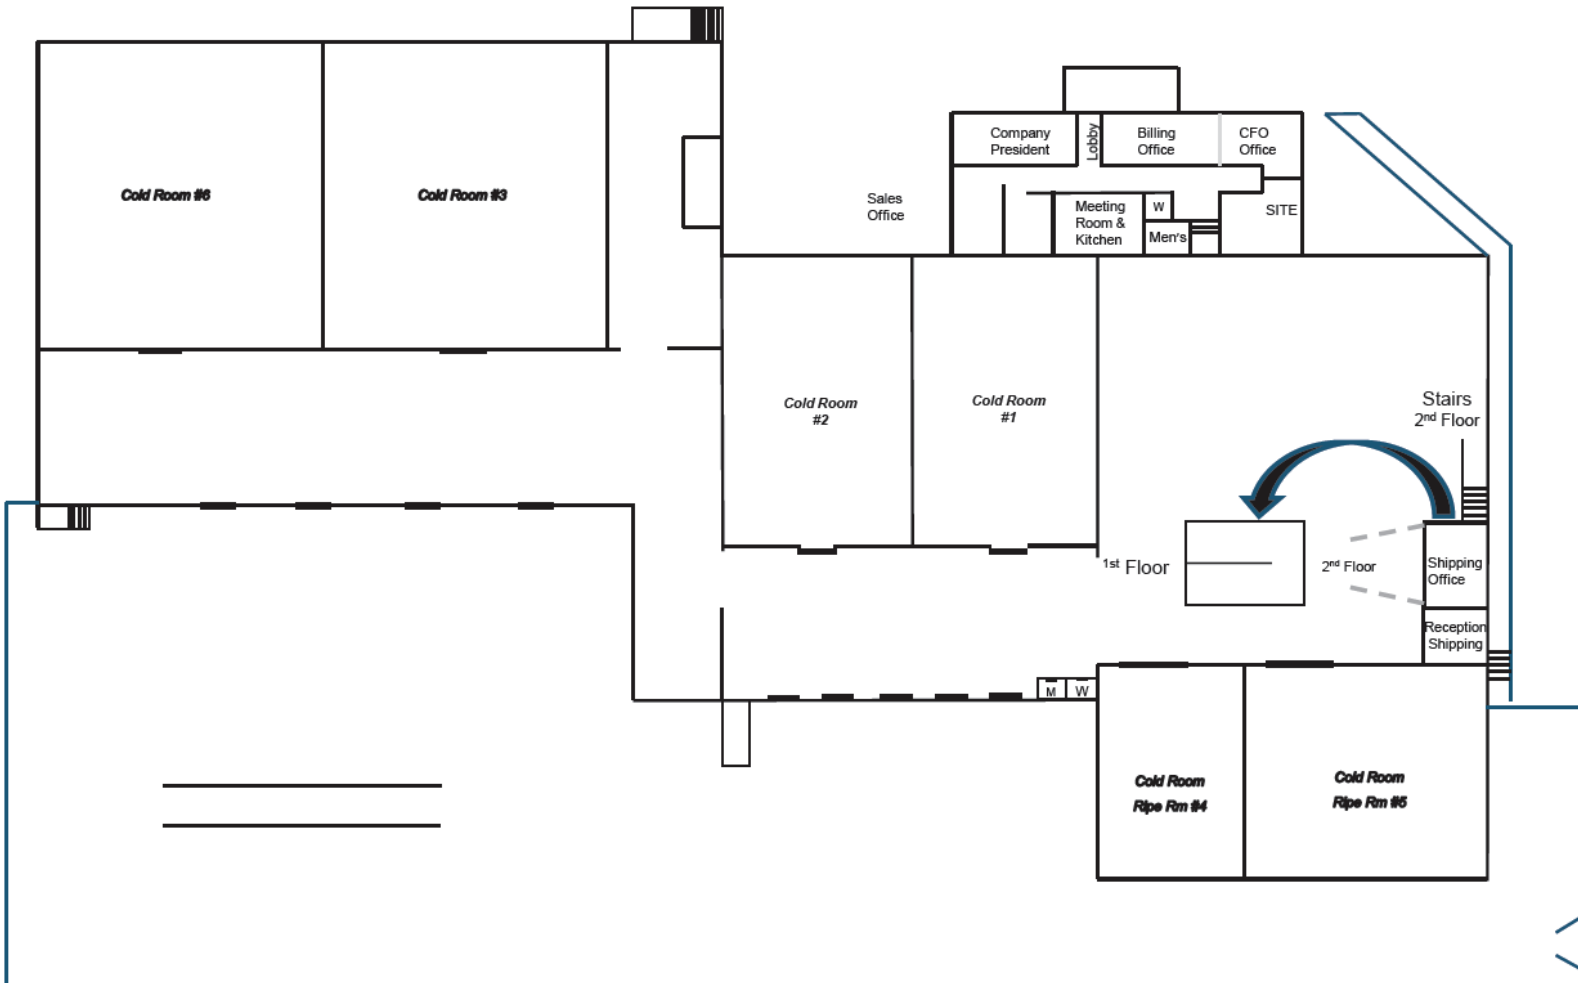 Company
President
Lobby
Billing
Office
CFO
Office
Cold Room #6
Cold Room #3
Sales
Office
Meeting
Room &
Kitchen
W
Men's
SITE
Cold Room
#2
Cold Room
#1
Stairs
2nd Floor
1st Floor
2nd Floor
Shipping
Office
Reception
Shipping
M
W
Cold Room
Ripe Rm #4
Cold Room
Ripe Rm #5